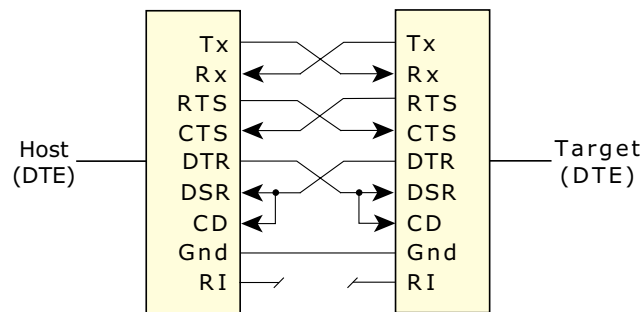 Host
(DTE)
Tx
Rx
RTS
CTS
DTR
DSR
CD
Gnd
RI
Tx
Rx
RTS
CTS
DTR
DSR
CD
Gnd
RI
Target
(DTE)